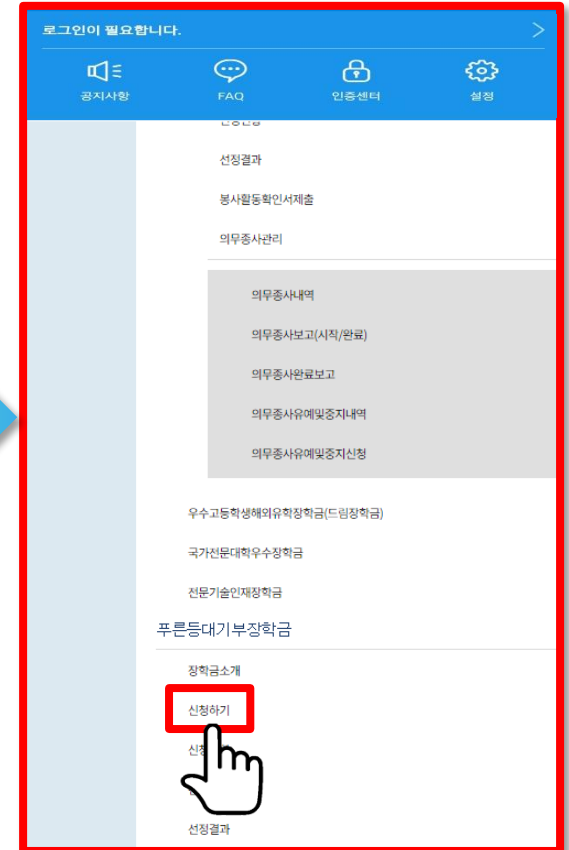 로그인이 필요합니다.
공지사항
FAQ
인증센터
설정
선정결과
봉사활동확인서제출
의무종사관리
의무종사내역
의무종사보고(시작/완료)
의무종사완료보고
의무종사유예및중지내역
의무종사유예및중지신청
우수고등학생해외유학장학금(드림장학금)
국가전문대학우수장학금
전문기술인재장학금
푸른등대기부장학금
장학금소개
신청하기
선정결과